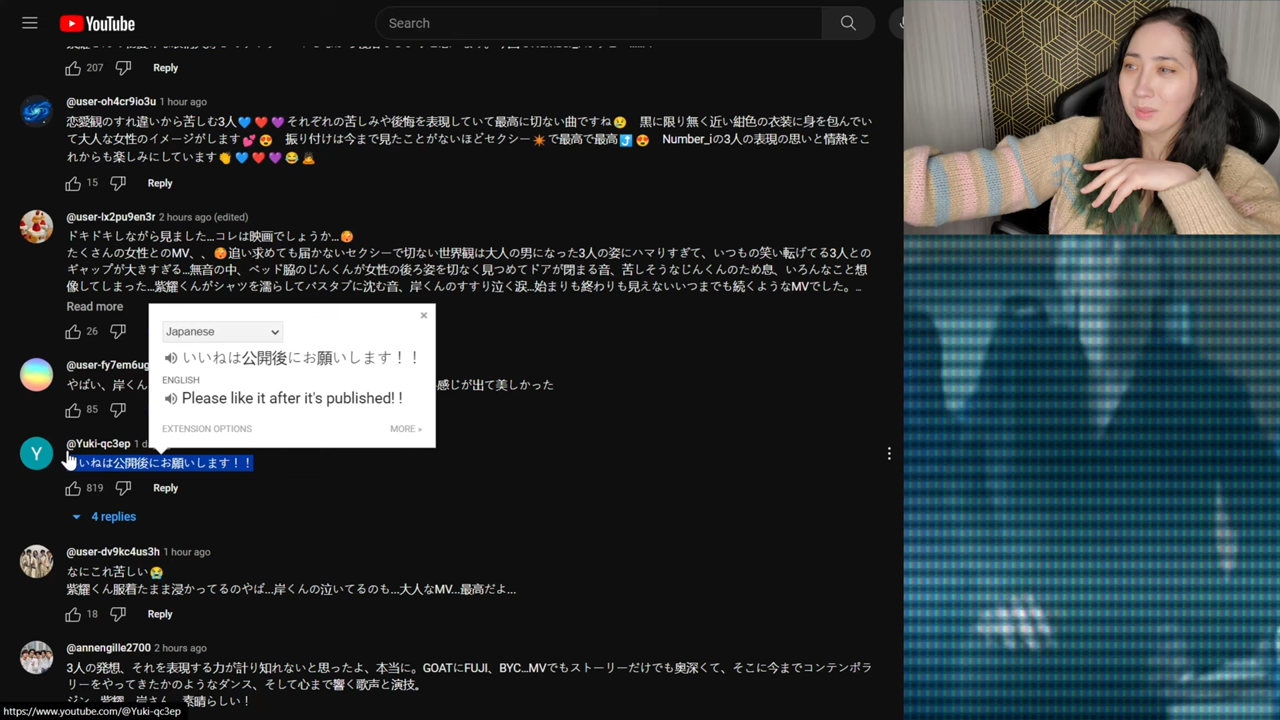 YouTube
Search
207
Reply
@user-oh4cr9io3u 1 hour ago
恋愛観のすれ違いから苦しむ3人💙❤️💜それぞれの苦しみや後悔を表現していて最高に切ない曲ですね😢 黒に限り無く近い紺色の衣装に身を包んでい
て大人な女性のイメージがします💕😍 振り付けは今まで見たことがないほどセクシー💥で最高で最高⤴️😍 Number_iの3人の表現の思いと情熱をこ
れからも楽しみにしています👏💙❤️💜😂🙇
15
Reply
@user-lx2pu9en3r 2 hours ago (edited)
ドキドキしながら見ました...コレは映画でしょうか...🥵
たくさんの女性とのMV、、🥵追い求めても届かないセクシーで切ない世界観は大人の男になった3人の姿にハマりすぎて、いつもの笑い転げてる3人との
ギャップが大きすぎる...無音の中、ベッド脇のじんくんが女性の後ろ姿を切なく見つめてドアが閉まる音、苦しそうなじんくんのため息、いろんなこと想
像してしまった...紫耀くんがシャツを濡らしてバスタブに沈む音、岸くんのすすり泣く涙...始まりも終わりも見えないいつまでも続くようなMVでした。...
Read more
26
Reply
Japanese
いいねは公開後にお願いします！！
ENGLISH
Please like it after it's published! !
EXTENSION OPTIONS
MORE »
@user-fy7em6ug
やばい、岸くん
感じが出て美しかった
85
@Yuki-qc3ep 1 d
いねは公開後にお願いします！！
819
Reply
4 replies
@user-dv9kc4us3h 1 hour ago
なにこれ苦しい😭
紫耀くん服着たまま浸かってるのやば...岸くんの泣いてるのも...大人なMV...最高だよ...
18
Reply
@annengille2700 2 hours ago
3人の発想、それを表現する力が計り知れないと思ったよ、本当に。GOATにFUJI、BYC...MVでもストーリーだけでも奥深くて、そこに今までコンテンポラ
リーをやってきたかのようなダンス、そして心まで響く歌声と演技。
ジン、紫耀、岸さん、素晴らしい！
https://www.youtube.com/@Yuki-qc3ep
Y